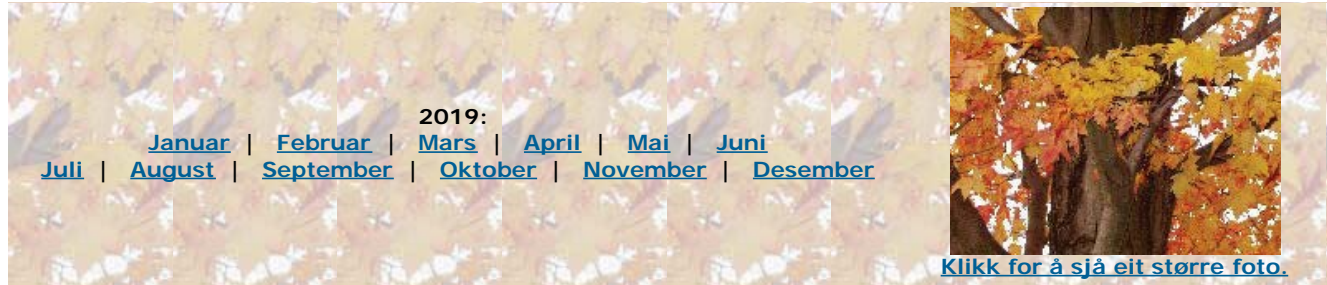 2019:
Januar | Februar | Mars | April | Mai | Juni
Juli | August | September | Oktober | November | Desember
Klikk for å sjå eit større foto.